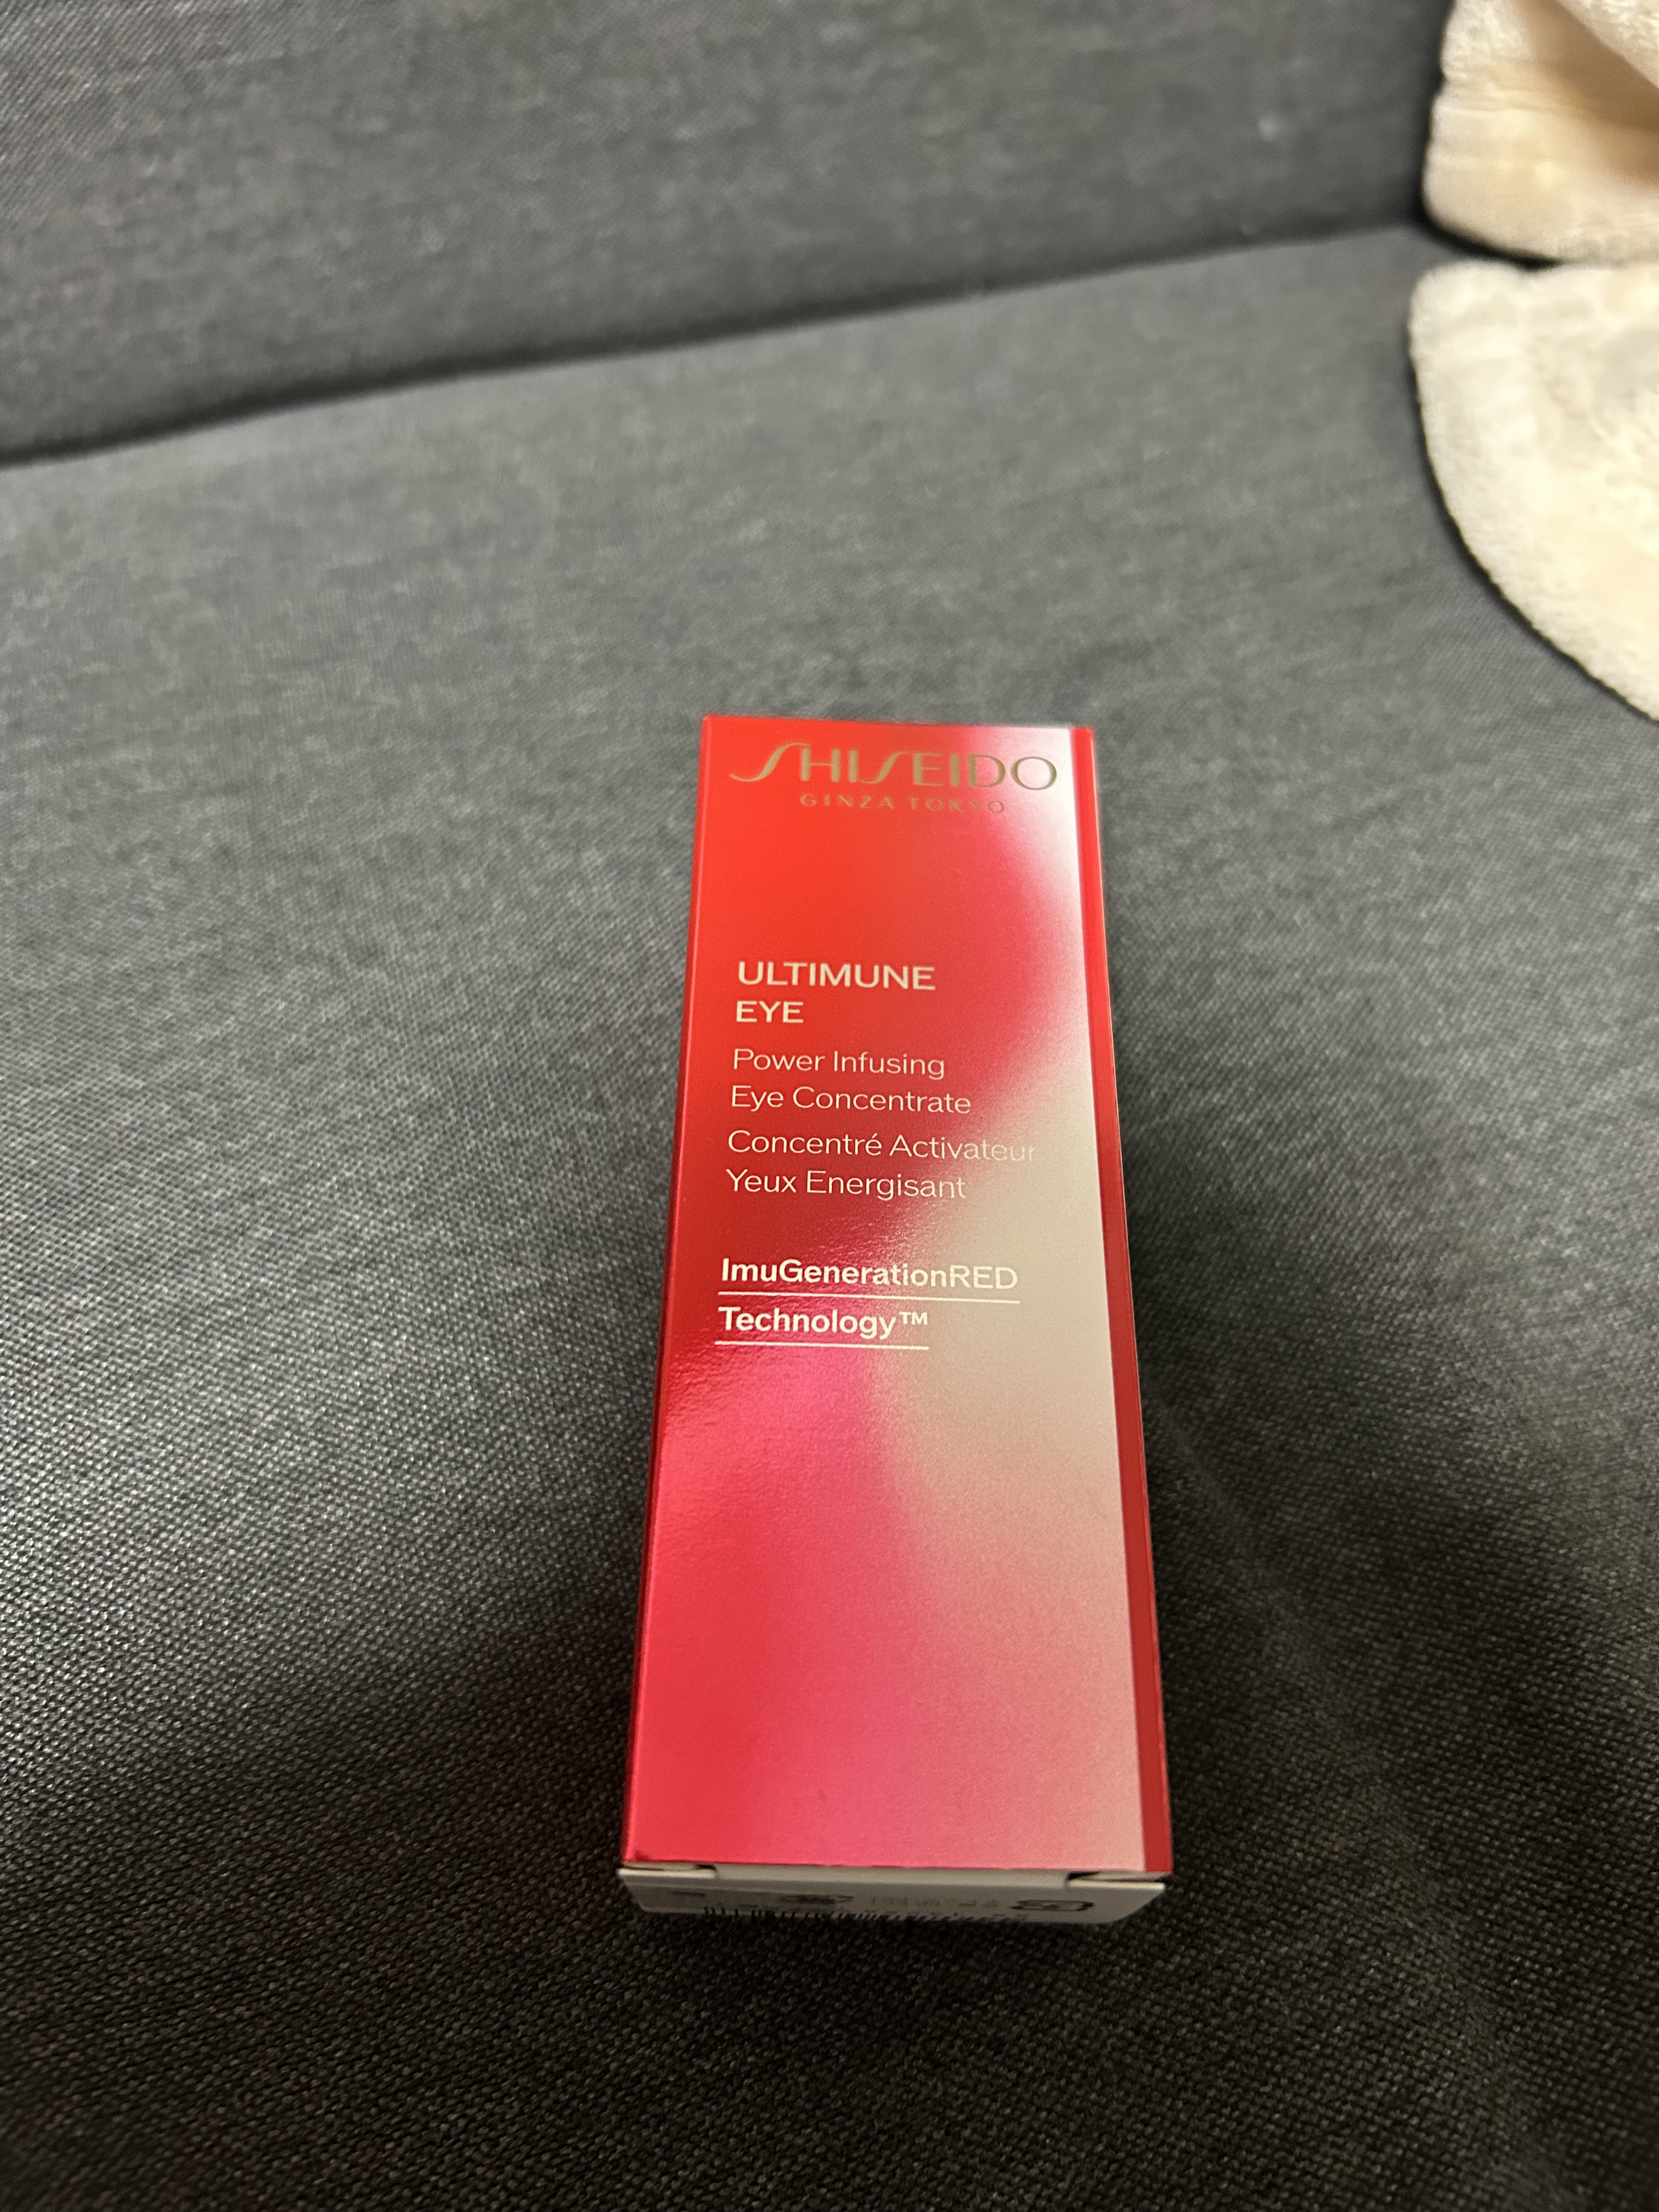 SHISEIDO
GINZA TOKYO
ULTIMUNE
EYE
Power Infusing
Eye Concentrate
Concentré Activateur
Yeux Energisant
ImuGenerationRED
Technology™